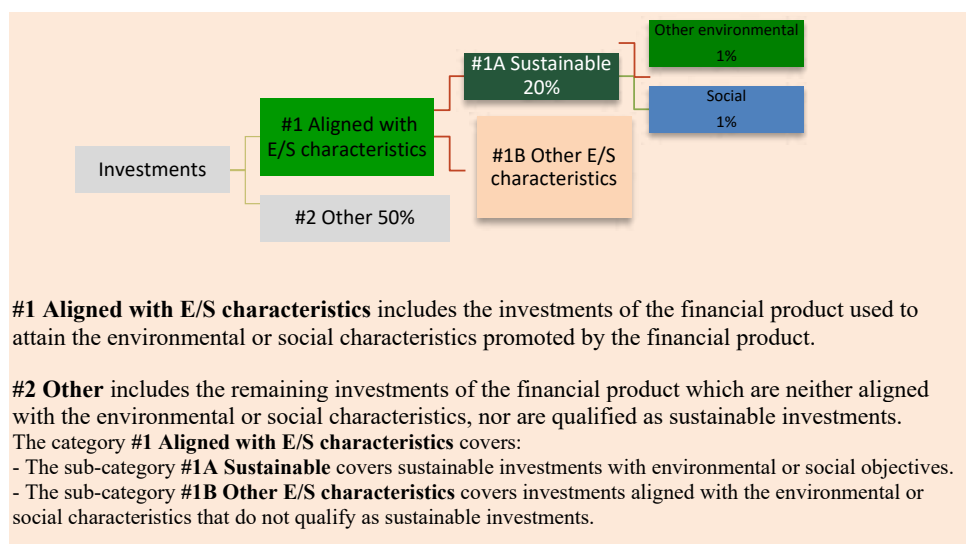 Investments
#1 Aligned with
E/S characteristics
#2 Other 50%
#1A Sustainable
20%
#1B Other E/S
characteristics
Other environmental
1%
Social
1%
#1 Aligned with E/S characteristics includes the investments of the financial product used to
attain the environmental or social characteristics promoted by the financial product.
#2 Other includes the remaining investments of the financial product which are neither aligned
with the environmental or social characteristics, nor are qualified as sustainable investments.
The category #1 Aligned with E/S characteristics covers:
- The sub-category #1A Sustainable covers sustainable investments with environmental or social objectives.
- The sub-category #1B Other E/S characteristics covers investments aligned with the environmental or
social characteristics that do not qualify as sustainable investments.